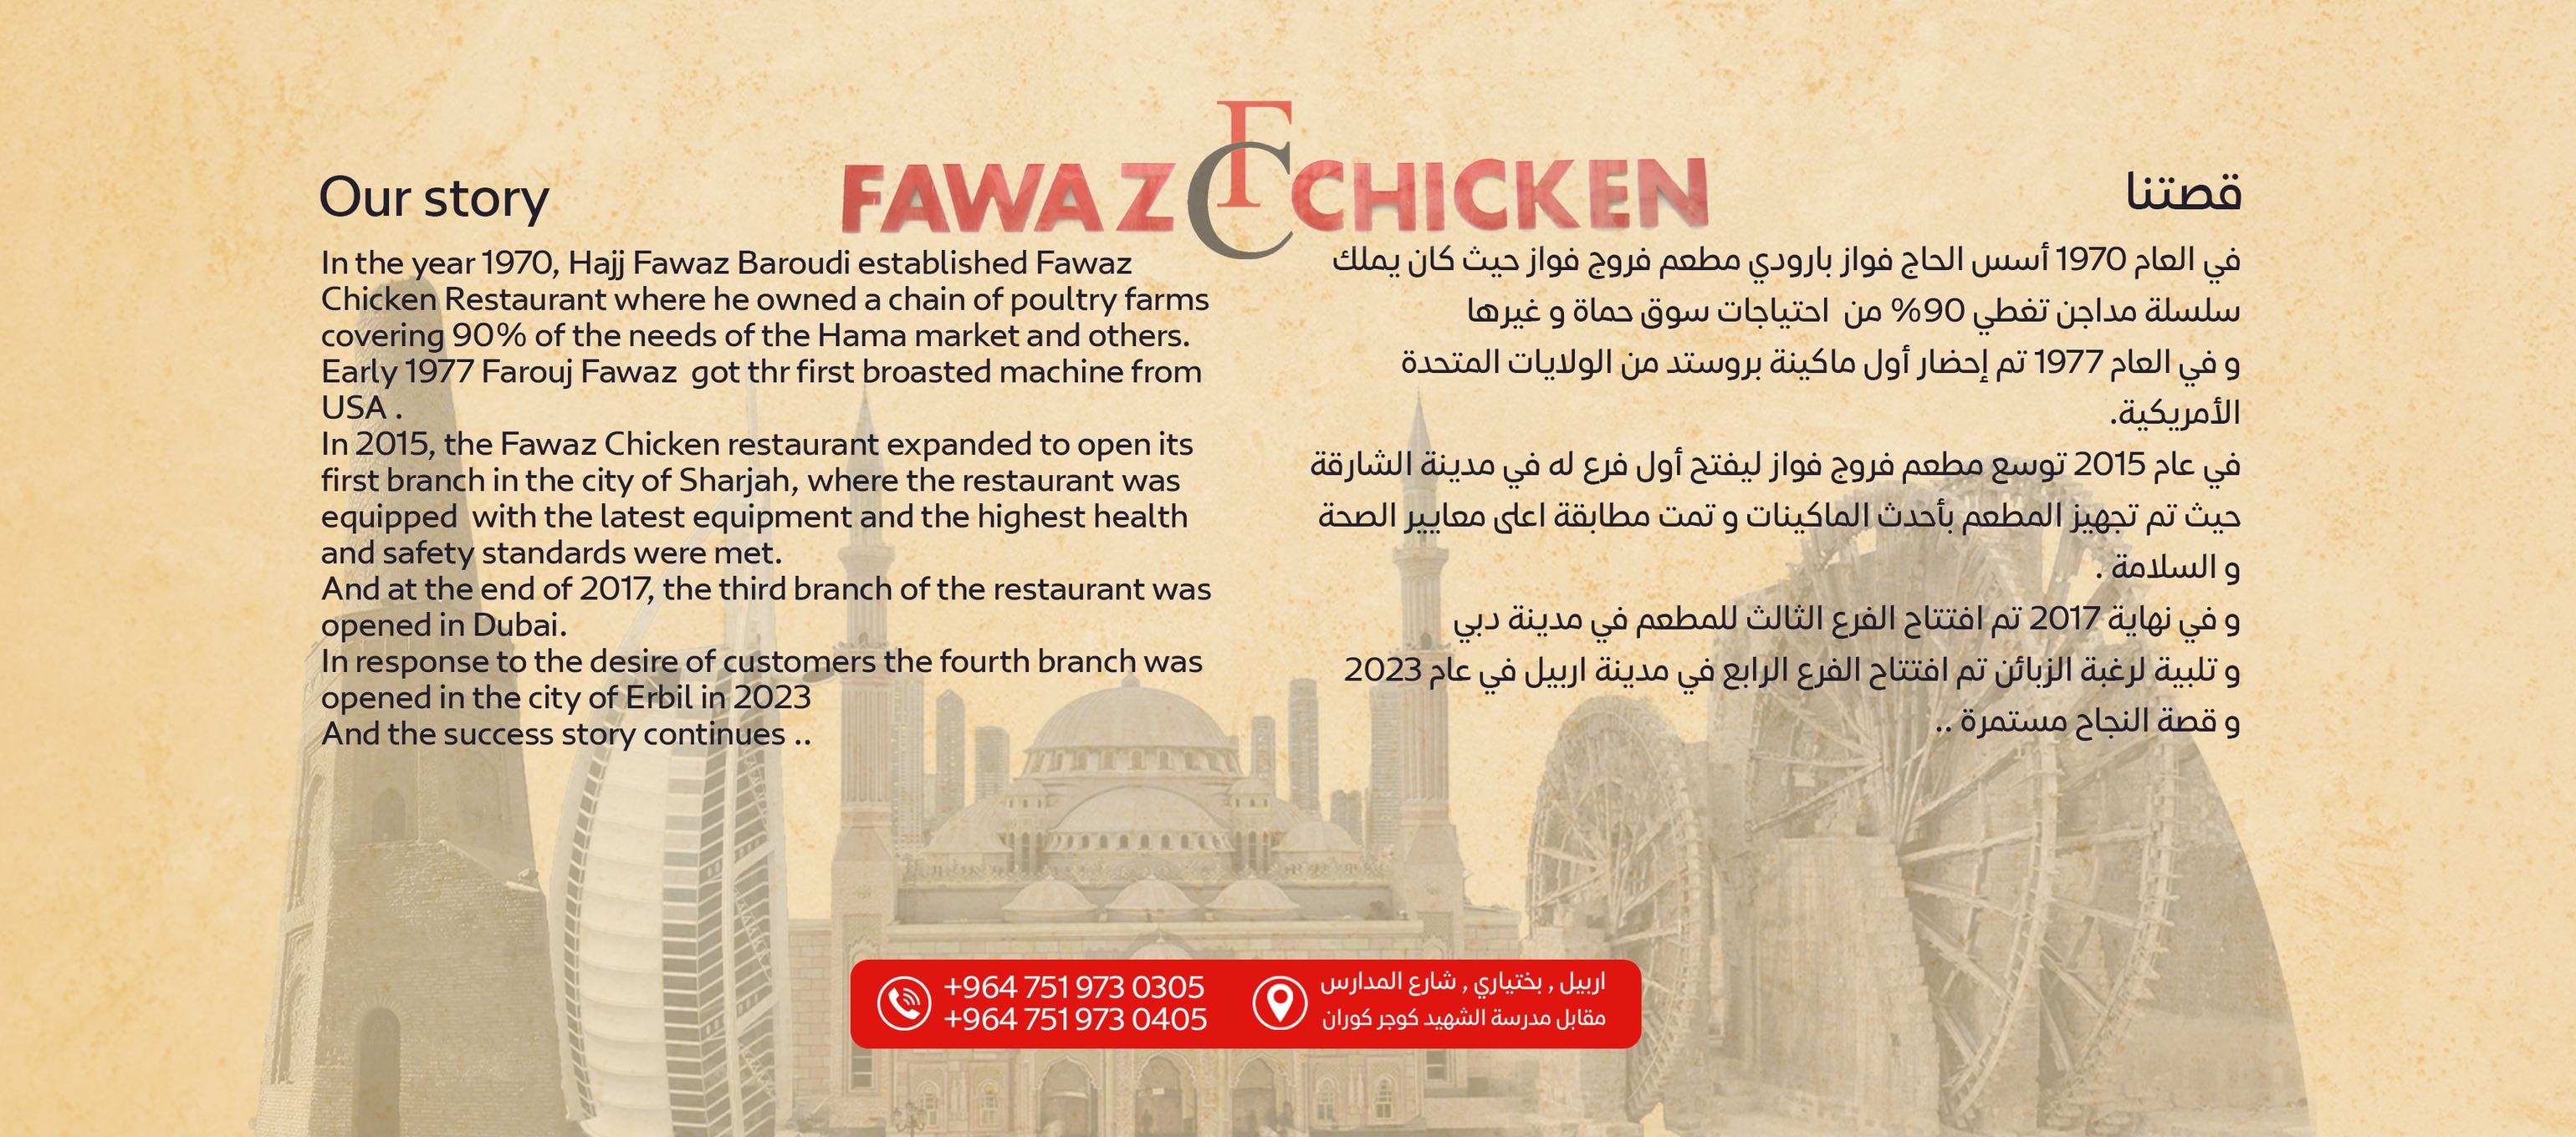 FAWAZ FC CHICKEN
Our story
In the year 1970, Hajj Fawaz Baroudi established Fawaz
Chicken Restaurant where he owned a chain of poultry farms
covering 90% of the needs of the Hama market and others.
Early 1977 Farouj Fawaz  got thr first broasted machine from
USA .
In 2015, the Fawaz Chicken restaurant expanded to open its
first branch in the city of Sharjah, where the restaurant was
equipped  with the latest equipment and the highest health
and safety standards were met.
And at the end of 2017, the third branch of the restaurant was
opened in Dubai.
In response to the desire of customers the fourth branch was
opened in the city of Erbil in 2023
And the success story continues ..
قصتنا
في العام 1970 أسس الحاج فواز بارودي مطعم فروج فواز حيث كان يملك
سلسلة مداجن تغطي 90% من  احتياجات سوق حماة و غيرها
و في العام 1977 تم إحضار أول ماكينة بروستد من الولايات المتحدة
الأمريكية.
في عام 2015 توسع مطعم فروج فواز ليفتح أول فرع له في مدينة الشارقة
حيث تم تجهيز المطعم بأحدث الماكينات و تمت مطابقة اعلى معايير الصحة
و السلامة .
و في نهاية 2017 تم افتتاح الفرع الثالث للمطعم في مدينة دبي
و تلبية لرغبة الزبائن تم افتتاح الفرع الرابع في مدينة اربيل في عام 2023
و قصة النجاح مستمرة ..
+964 751 973 0305
+964 751 973 0405
اربيل , بختياري , شارع المدارس
مقابل مدرسة الشهيد كوجر كوران